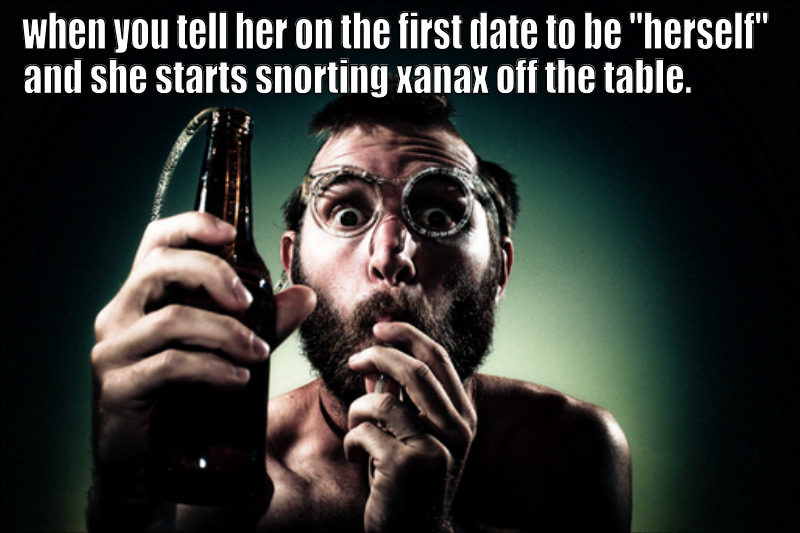 when you tell her on the first date to be "herself"
and she starts snorting xanax off the table.